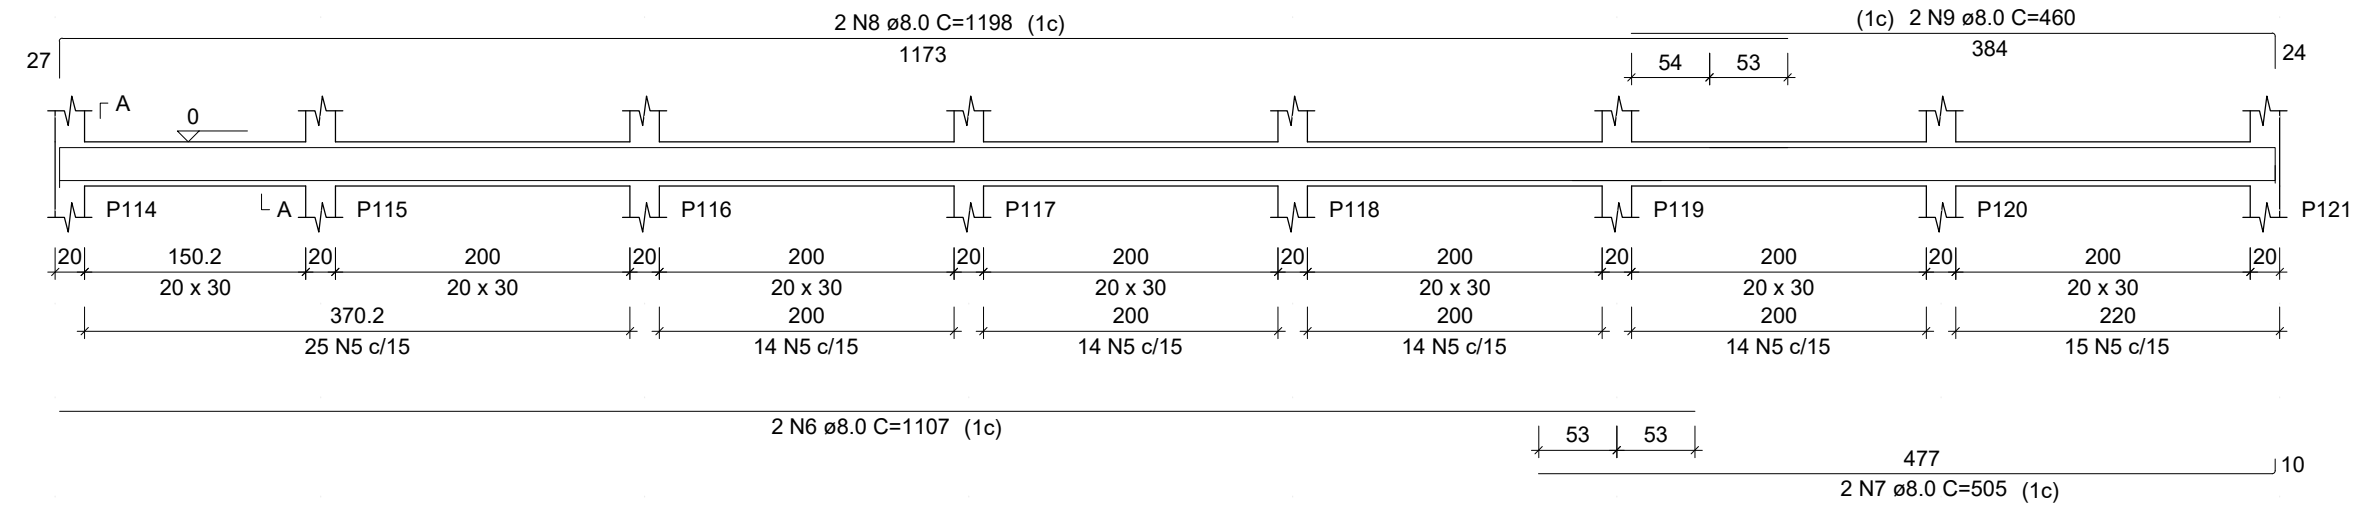 2 N8 ø8.0 C=1198 (1c)
(1c) 2 N9 ø8.0 C=460
27 1173 384 24
54 53
A
0
A
P114 P115 P116 P117 P118 P119 P120 P121
20 150.2 20 200 20 200 20 200 20 200 20 200 20 200 20
20 x 30 20 x 30 20 x 30 20 x 30 20 x 30 20 x 30 20 x 30
370.2 200 200 200 200 220
25 N5 c/15 14 N5 c/15 14 N5 c/15 14 N5 c/15 14 N5 c/15 15 N5 c/15
2 N6 ø8.0 C=1107 (1c)
53 53
477 10
2 N7 ø8.0 C=505 (1c)